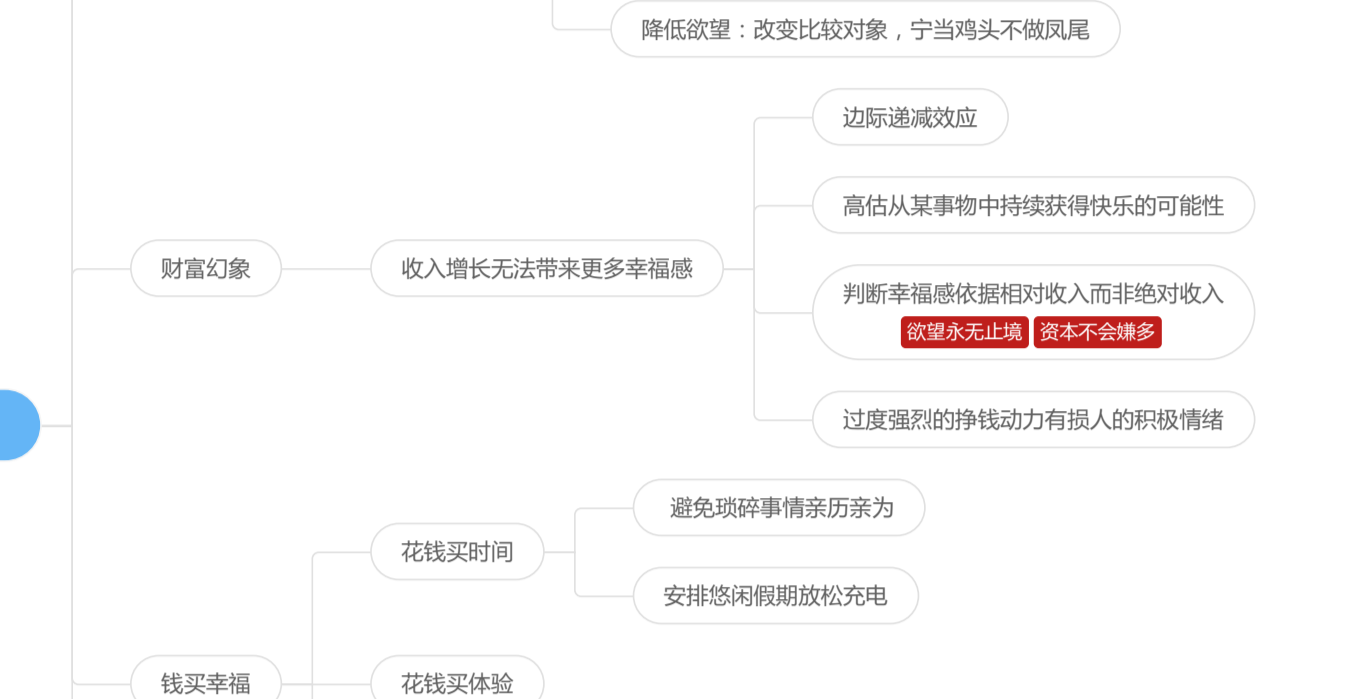 降低欲望：改变比较对象，宁当鸡头不做凤尾
边际递减效应
高估从某事物中持续获得快乐的可能性
财富幻象
收入增长无法带来更多幸福感
判断幸福感依据相对收入而非绝对收入
欲望永无止境 资本不会嫌多
过度强烈的挣钱动力有损人的积极情绪
避免琐碎事情亲历亲为
花钱买时间
安排悠闲假期放松充电
钱买幸福
花钱买体验